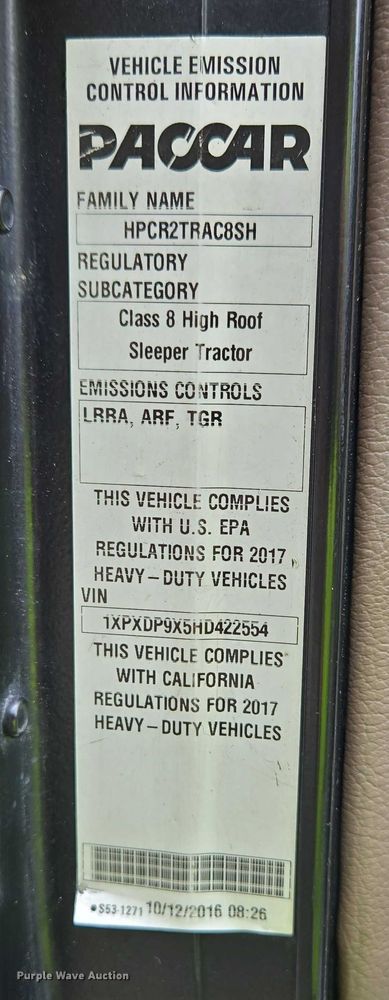 VEHICLE EMISSION
CONTROL INFORMATION
PACCAR
FAMILY NAME
HPCR2TRAC8SH
REGULATORY
SUBCATEGORY
Class 8 High Roof
Sleeper Tractor
EMISSIONS CONTROLS
LRRA, ARF, TGR
THIS VEHICLE COMPLIES
WITH U.S. EPA
REGULATIONS FOR 2017
HEAVY-DUTY VEHICLES
VIN
1XPXDP9X5HD422554
THIS VEHICLE COMPLIES
WITH CALIFORNIA
REGULATIONS FOR 2017
HEAVY-DUTY VEHICLES
• S53-1271 10/12/2016 08:26
Purple Wave Auction